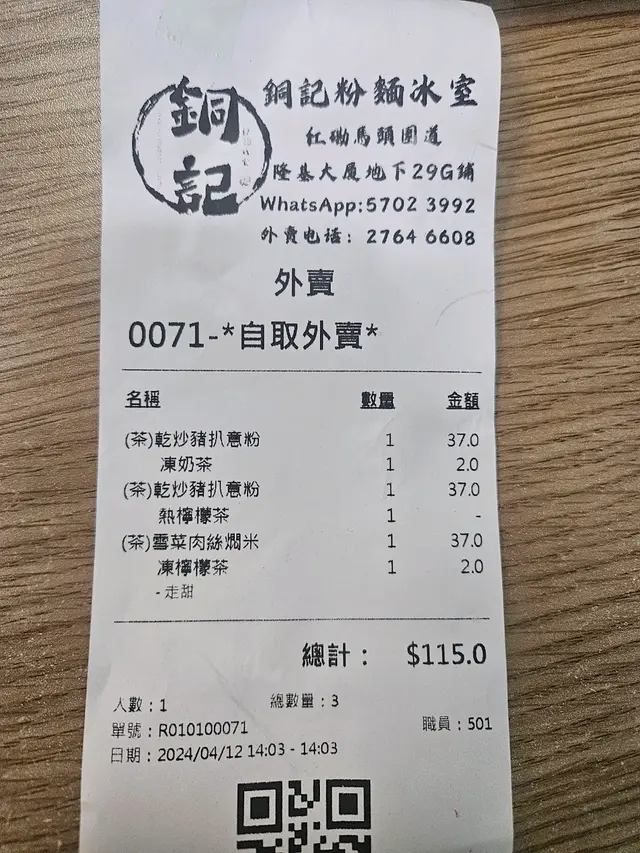 銅記
銅記粉麵冰室
紅磡馬頭圍道
隆基大厦地下29G鋪
WhatsApp:5702 3992
外賣电话: 2764 6608
外賣
0071-*自取外賣*
名稱 數量 金額
(茶)乾炒豬扒意粉 1 37.0
凍奶茶 1 2.0
(茶)乾炒豬扒意粉 1 37.0
熱檸檬茶 1 -
(茶)雪菜肉絲燜米 1 37.0
凍檸檬茶 1 2.0
- 走甜
總計： $115.0
人數：1 總數量：3
單號：R010100071 職員：501
日期：2024/04/12 14:03 - 14:03